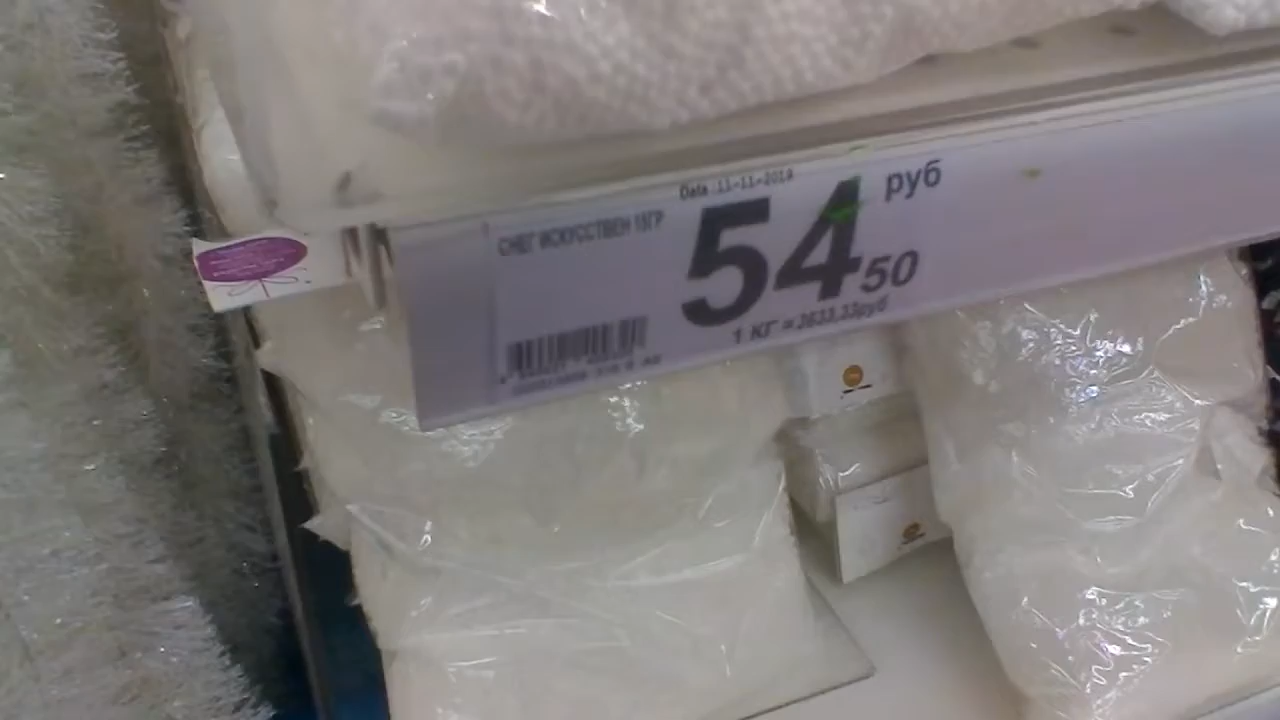 Data :11-11-2019
СНЕГ ИСКУССТВЕН 15ГР
54 50 руб
1 КГ = 3633,33руб